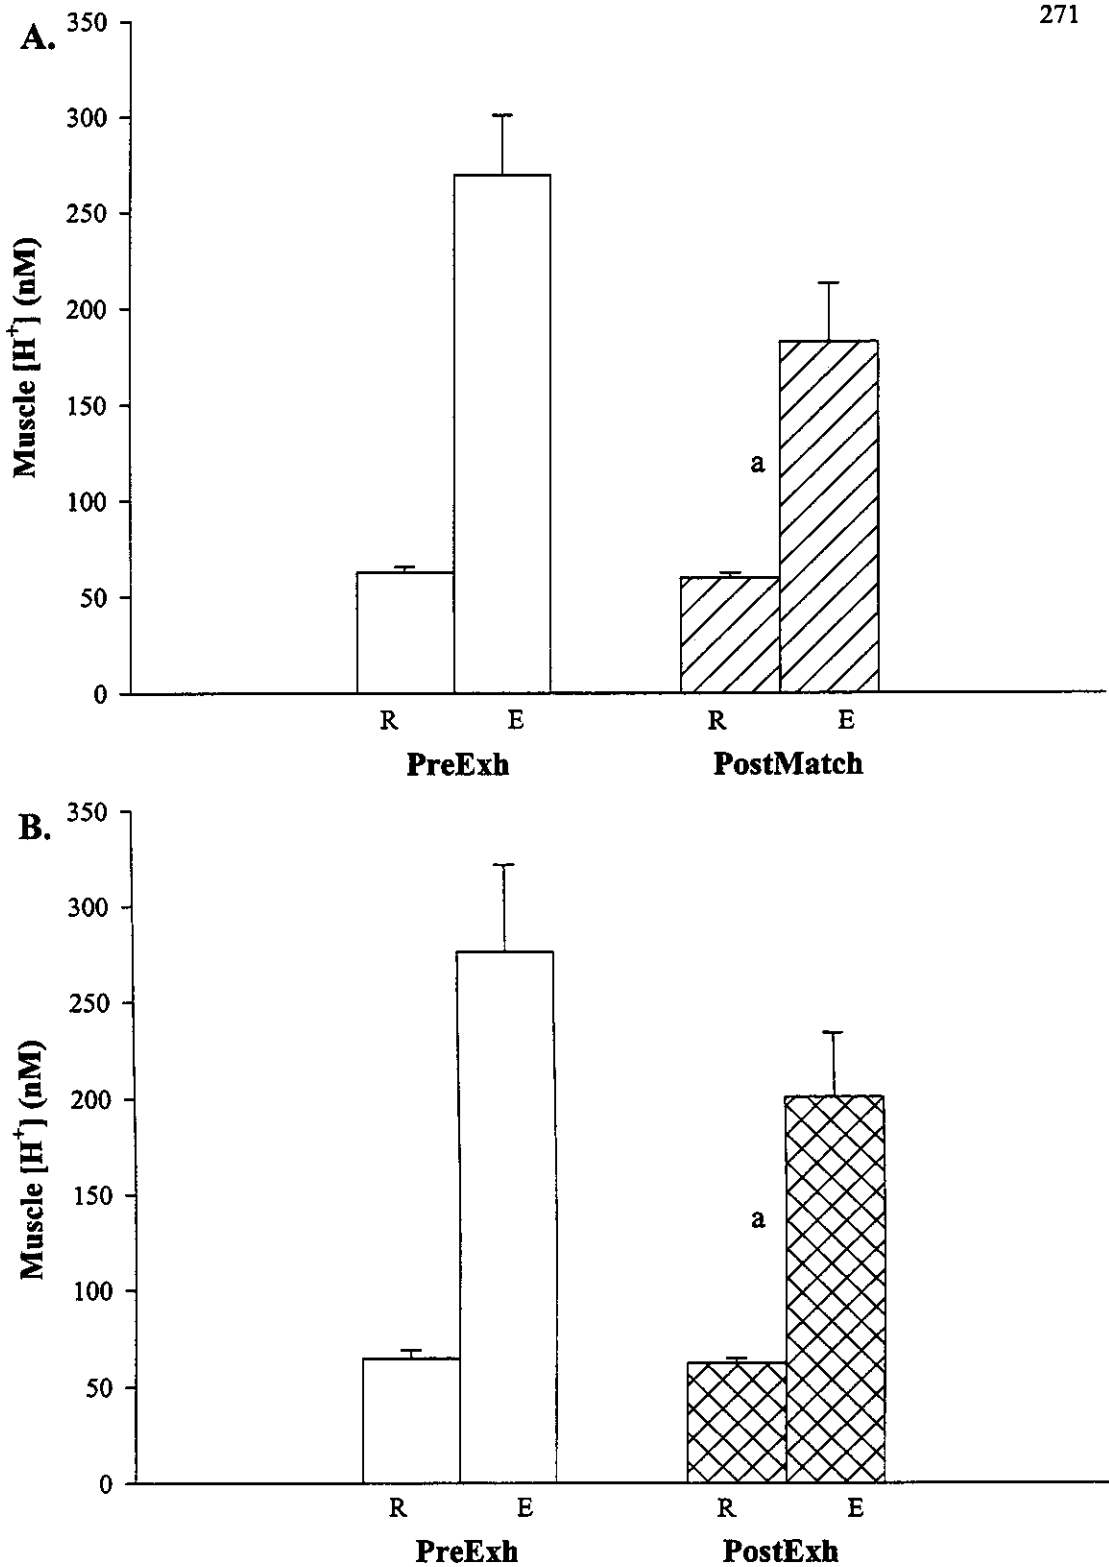 271
A.
350
300
250
200
150
100
50
0
Muscle [H⁺] (nM)
a
R E R E
PreExh PostMatch
B.
350
300
250
200
150
100
50
0
Muscle [H⁺] (nM)
a
R E R E
PreExh PostExh